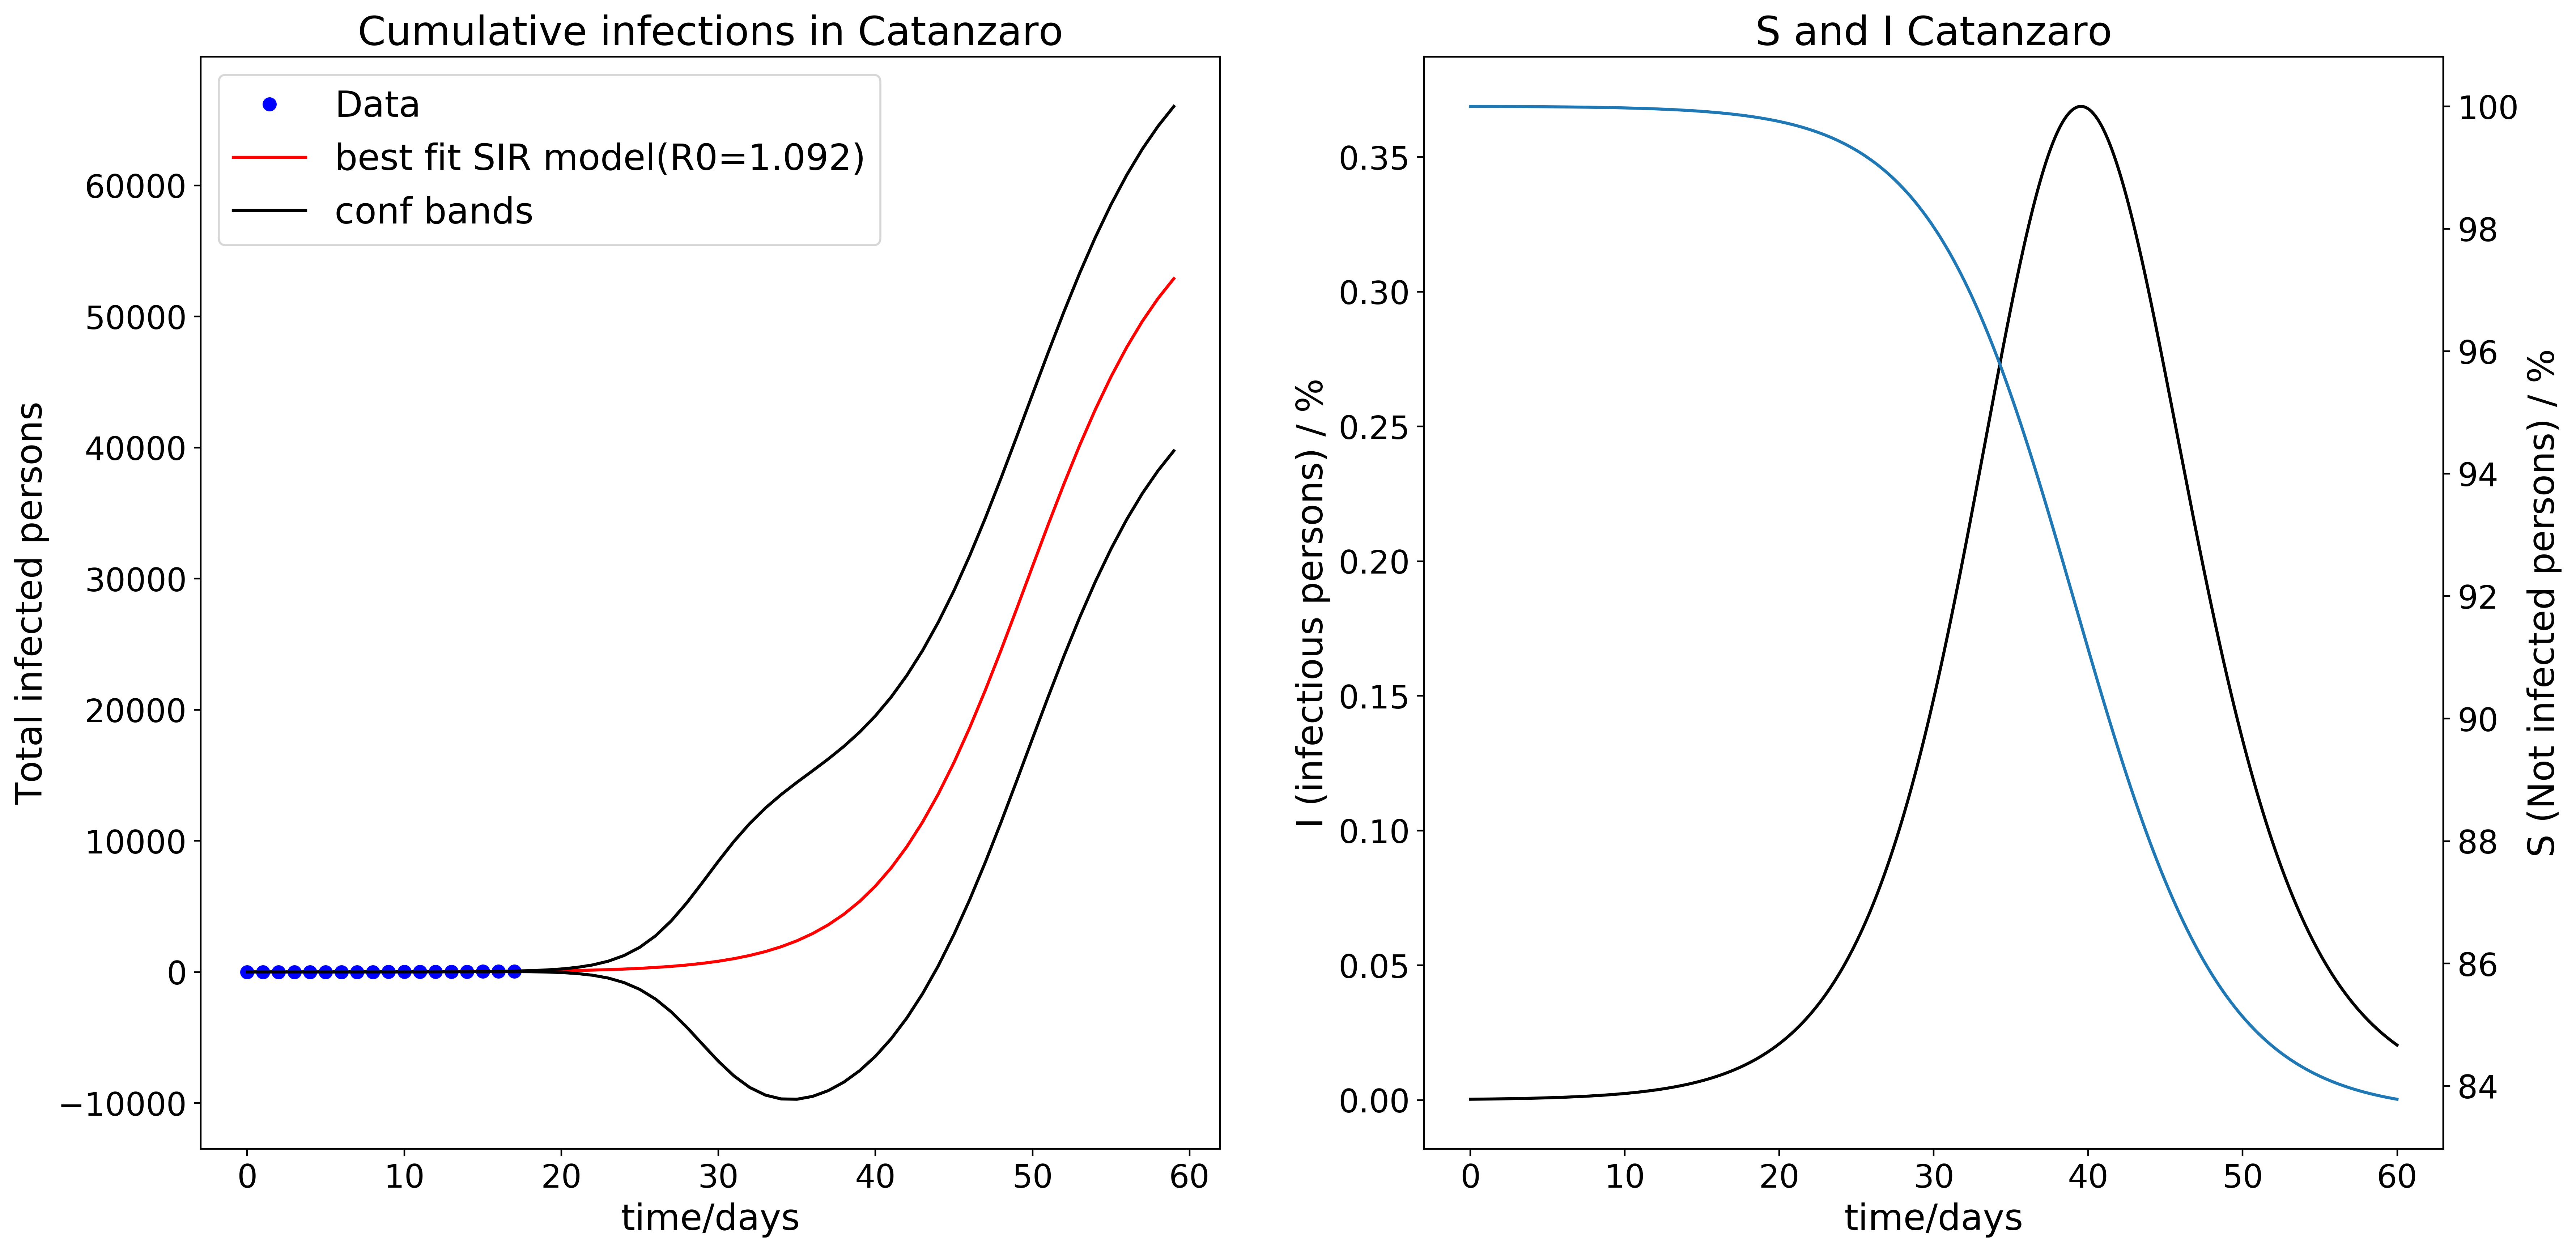 Cumulative infections in Catanzaro
Data
best fit SIR model(R0=1.092)
conf bands
Total infected persons
60000
50000
40000
30000
20000
10000
0
−10000
0 10 20 30 40 50 60
time/days
S and I Catanzaro
I (infectious persons) / %
0.35
0.30
0.25
0.20
0.15
0.10
0.05
0.00
100
98
96
94
92
90
88
86
84
S (Not infected persons) / %
0 10 20 30 40 50 60
time/days